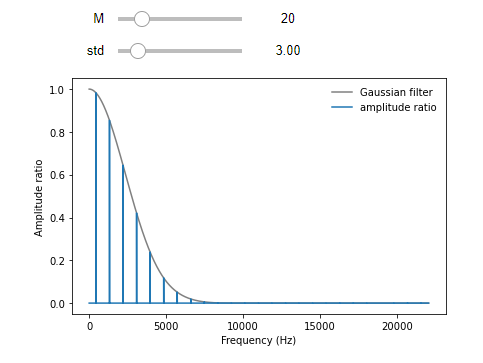 M 20
std 3.00
Gaussian filter
amplitude ratio
1.0
0.8
0.6
0.4
0.2
0.0
Amplitude ratio
0 5000 10000 15000 20000
Frequency (Hz)